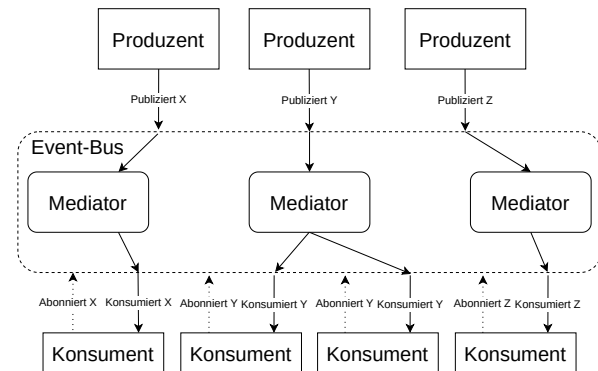 Produzent
Produzent
Produzent
Publiziert X
Publiziert Y
Publiziert Z
Event-Bus
Mediator
Mediator
Mediator
Abonniert X
Konsumiert X
Abonniert Y
Konsumiert Y
Abonniert Y
Konsumiert Y
Abonniert Z
Konsumiert Z
Konsument
Konsument
Konsument
Konsument